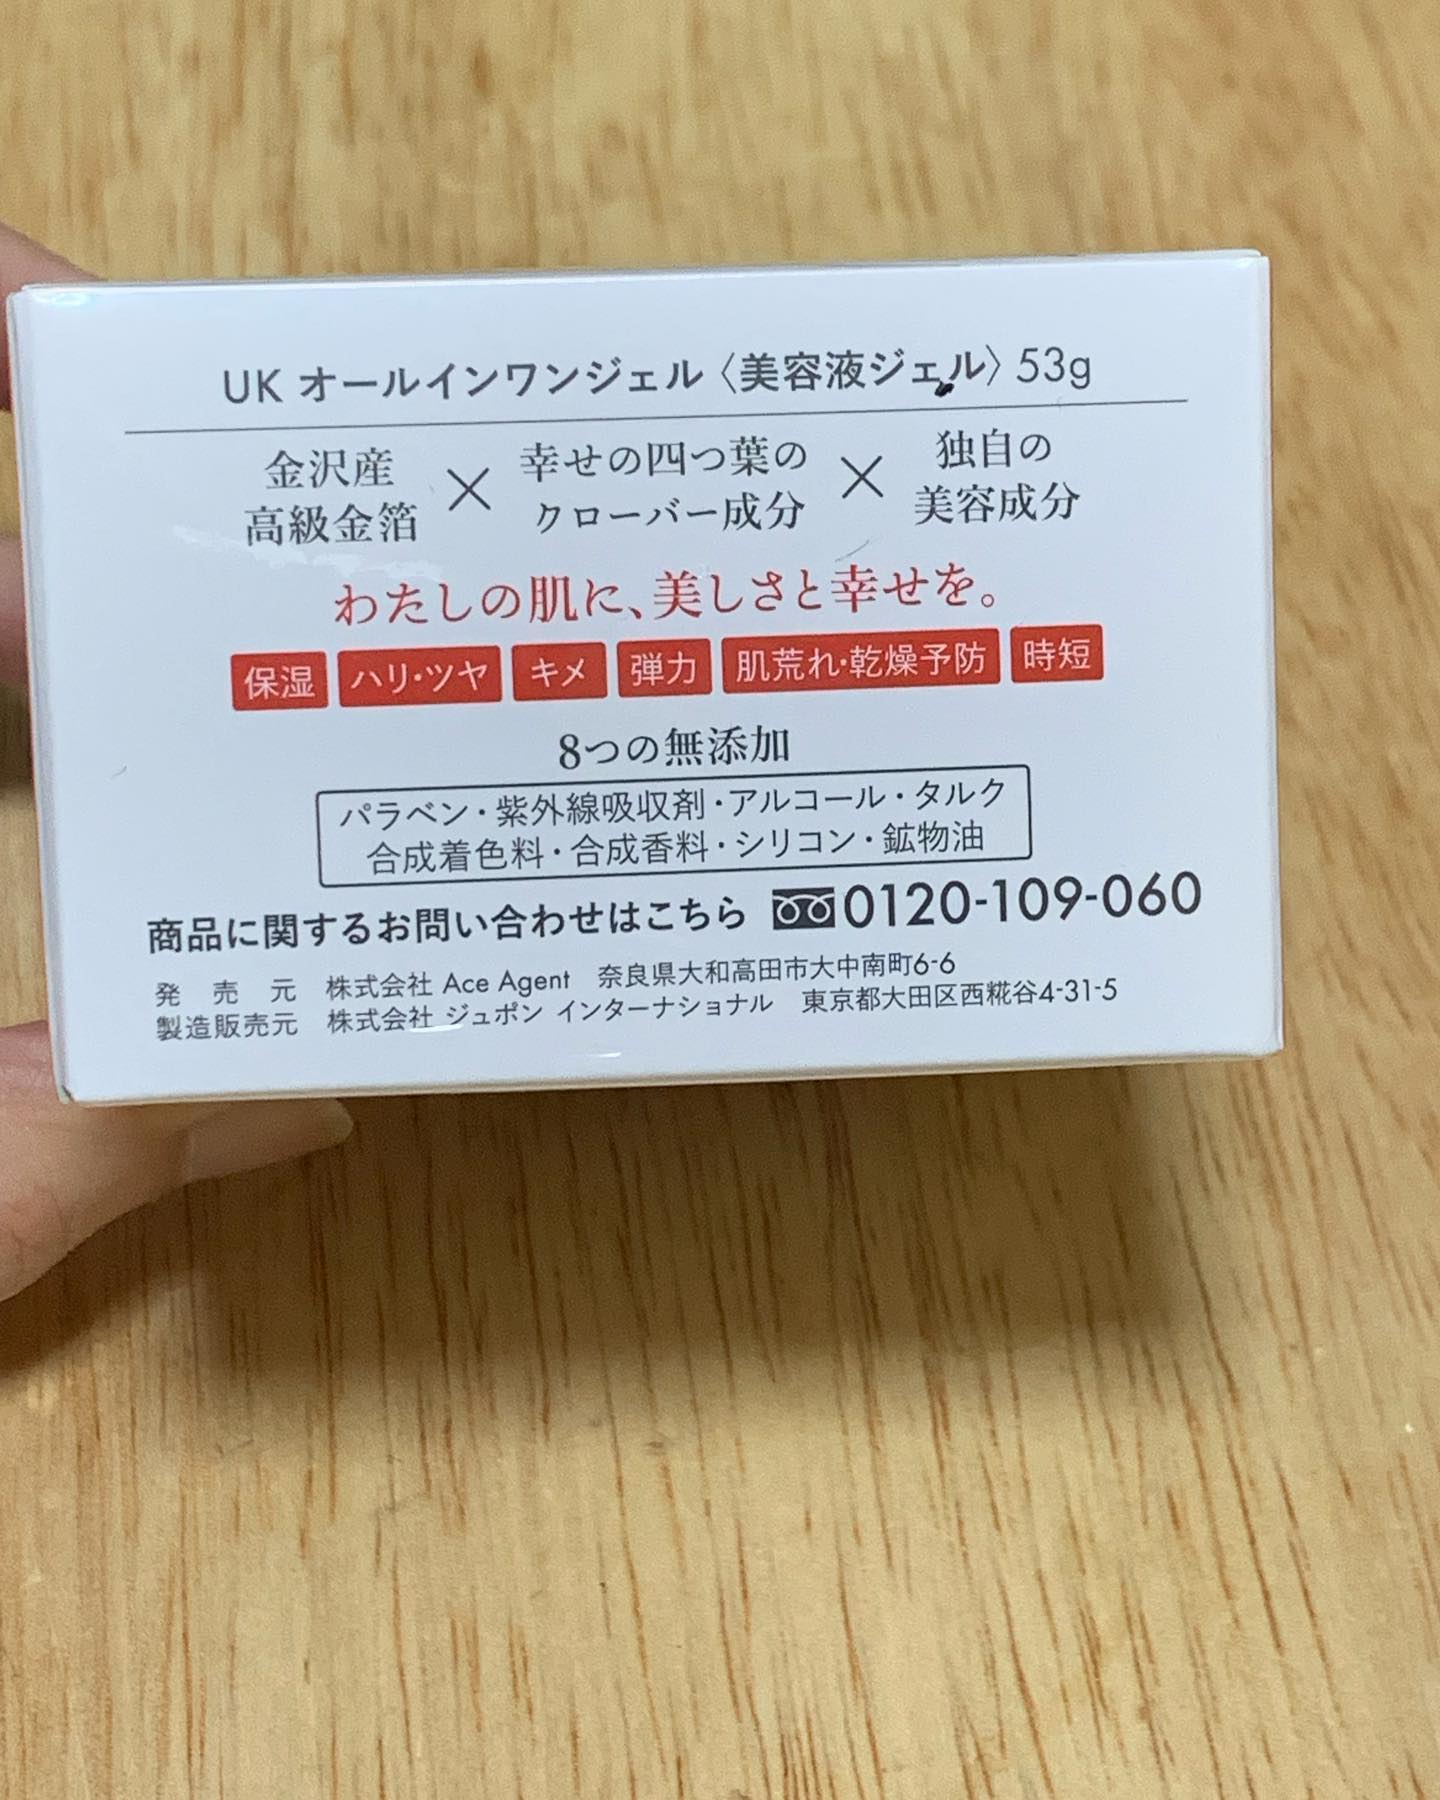 UK オールインワンジェル〈美容液ジェル〉53g
金沢産 高級金箔 × 幸せの四つ葉の クローバー成分 × 独自の 美容成分
わたしの肌に、美しさと幸せを。
保湿 ハリ・ツヤ キメ 弾力 肌荒れ・乾燥予防 時短
8つの無添加
パラベン・紫外線吸収剤・アルコール・タルク
合成着色料・合成香料・シリコン・鉱物油
商品に関するお問い合わせはこちら 0120-109-060
発売元 株式会社 Ace Agent 奈良県大和高田市大中南町6-6
製造販売元 株式会社 ジュポン インターナショナル 東京都大田区西糀谷4-31-5